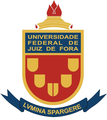 UNIVERSIDADE
FEDERAL DE
JUIZ DE FORA
LVMINA SPARGERE